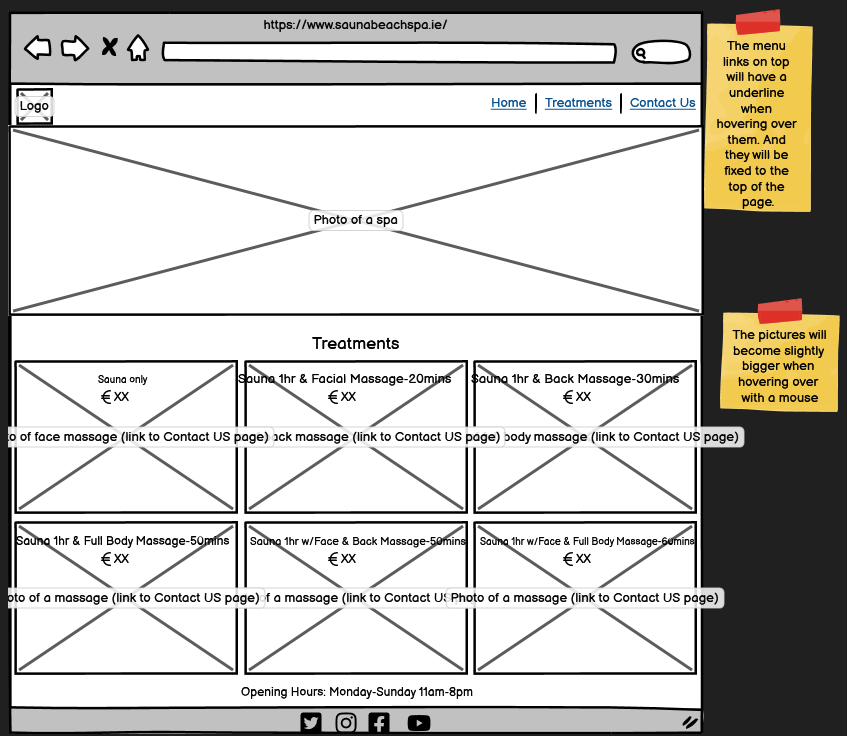 https://www.saunabeachspa.ie/
Logo
Home
Treatments
Contact Us
Photo of a spa
Treatments
Sauna only
€ XX
Sauna 1hr & Facial Massage-20mins
€ XX
Sauna 1hr & Back Massage-30mins
€ XX
of face massage (link to Contact US page)
massage (link to Contact US page)
body massage (link to Contact US page)
Sauna 1hr & Full Body Massage-50mins
€ XX
Sauna 1hr w/Face & Back Massage-50mins
€ XX
Sauna 1hr w/Face & Full Body Massage-60mins
€ XX
of a massage (link to Contact US page)
of a massage (link to Contact US
Photo of a massage (link to Contact US page)
Opening Hours: Monday-Sunday 11am-8pm
The menu
links on top
will have a
underline
when
hovering over
them. And
they will be
fixed to the
top of the
page.
The pictures will
become slightly
bigger when
hovering over
with a mouse